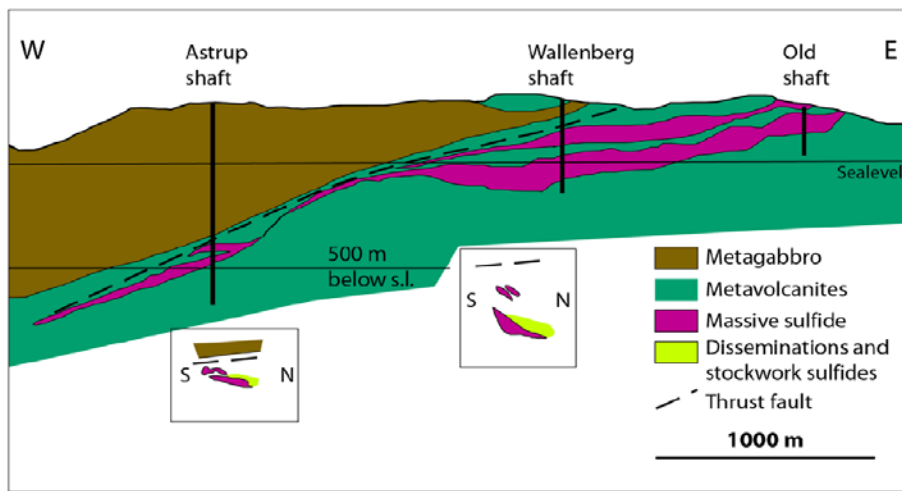 W
Astrup
shaft
Wallenberg
shaft
Old
shaft
E
Sealevel
500 m
below s.l.
S
N
S
N
Metagabbro
Metavolcanites
Massive sulfide
Disseminations and
stockwork sulfides
Thrust fault
1000 m